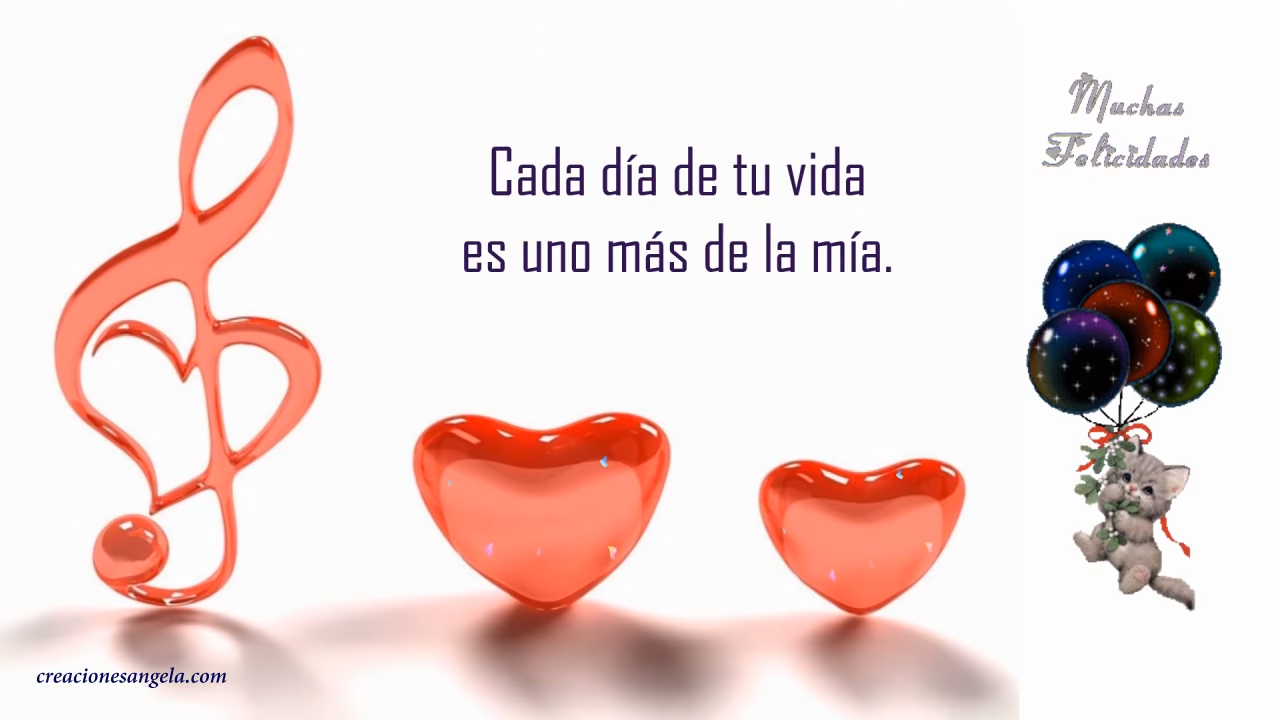 Cada día de tu vida
es uno más de la mía.
Muchas
Felicidades
creacionesangela.com